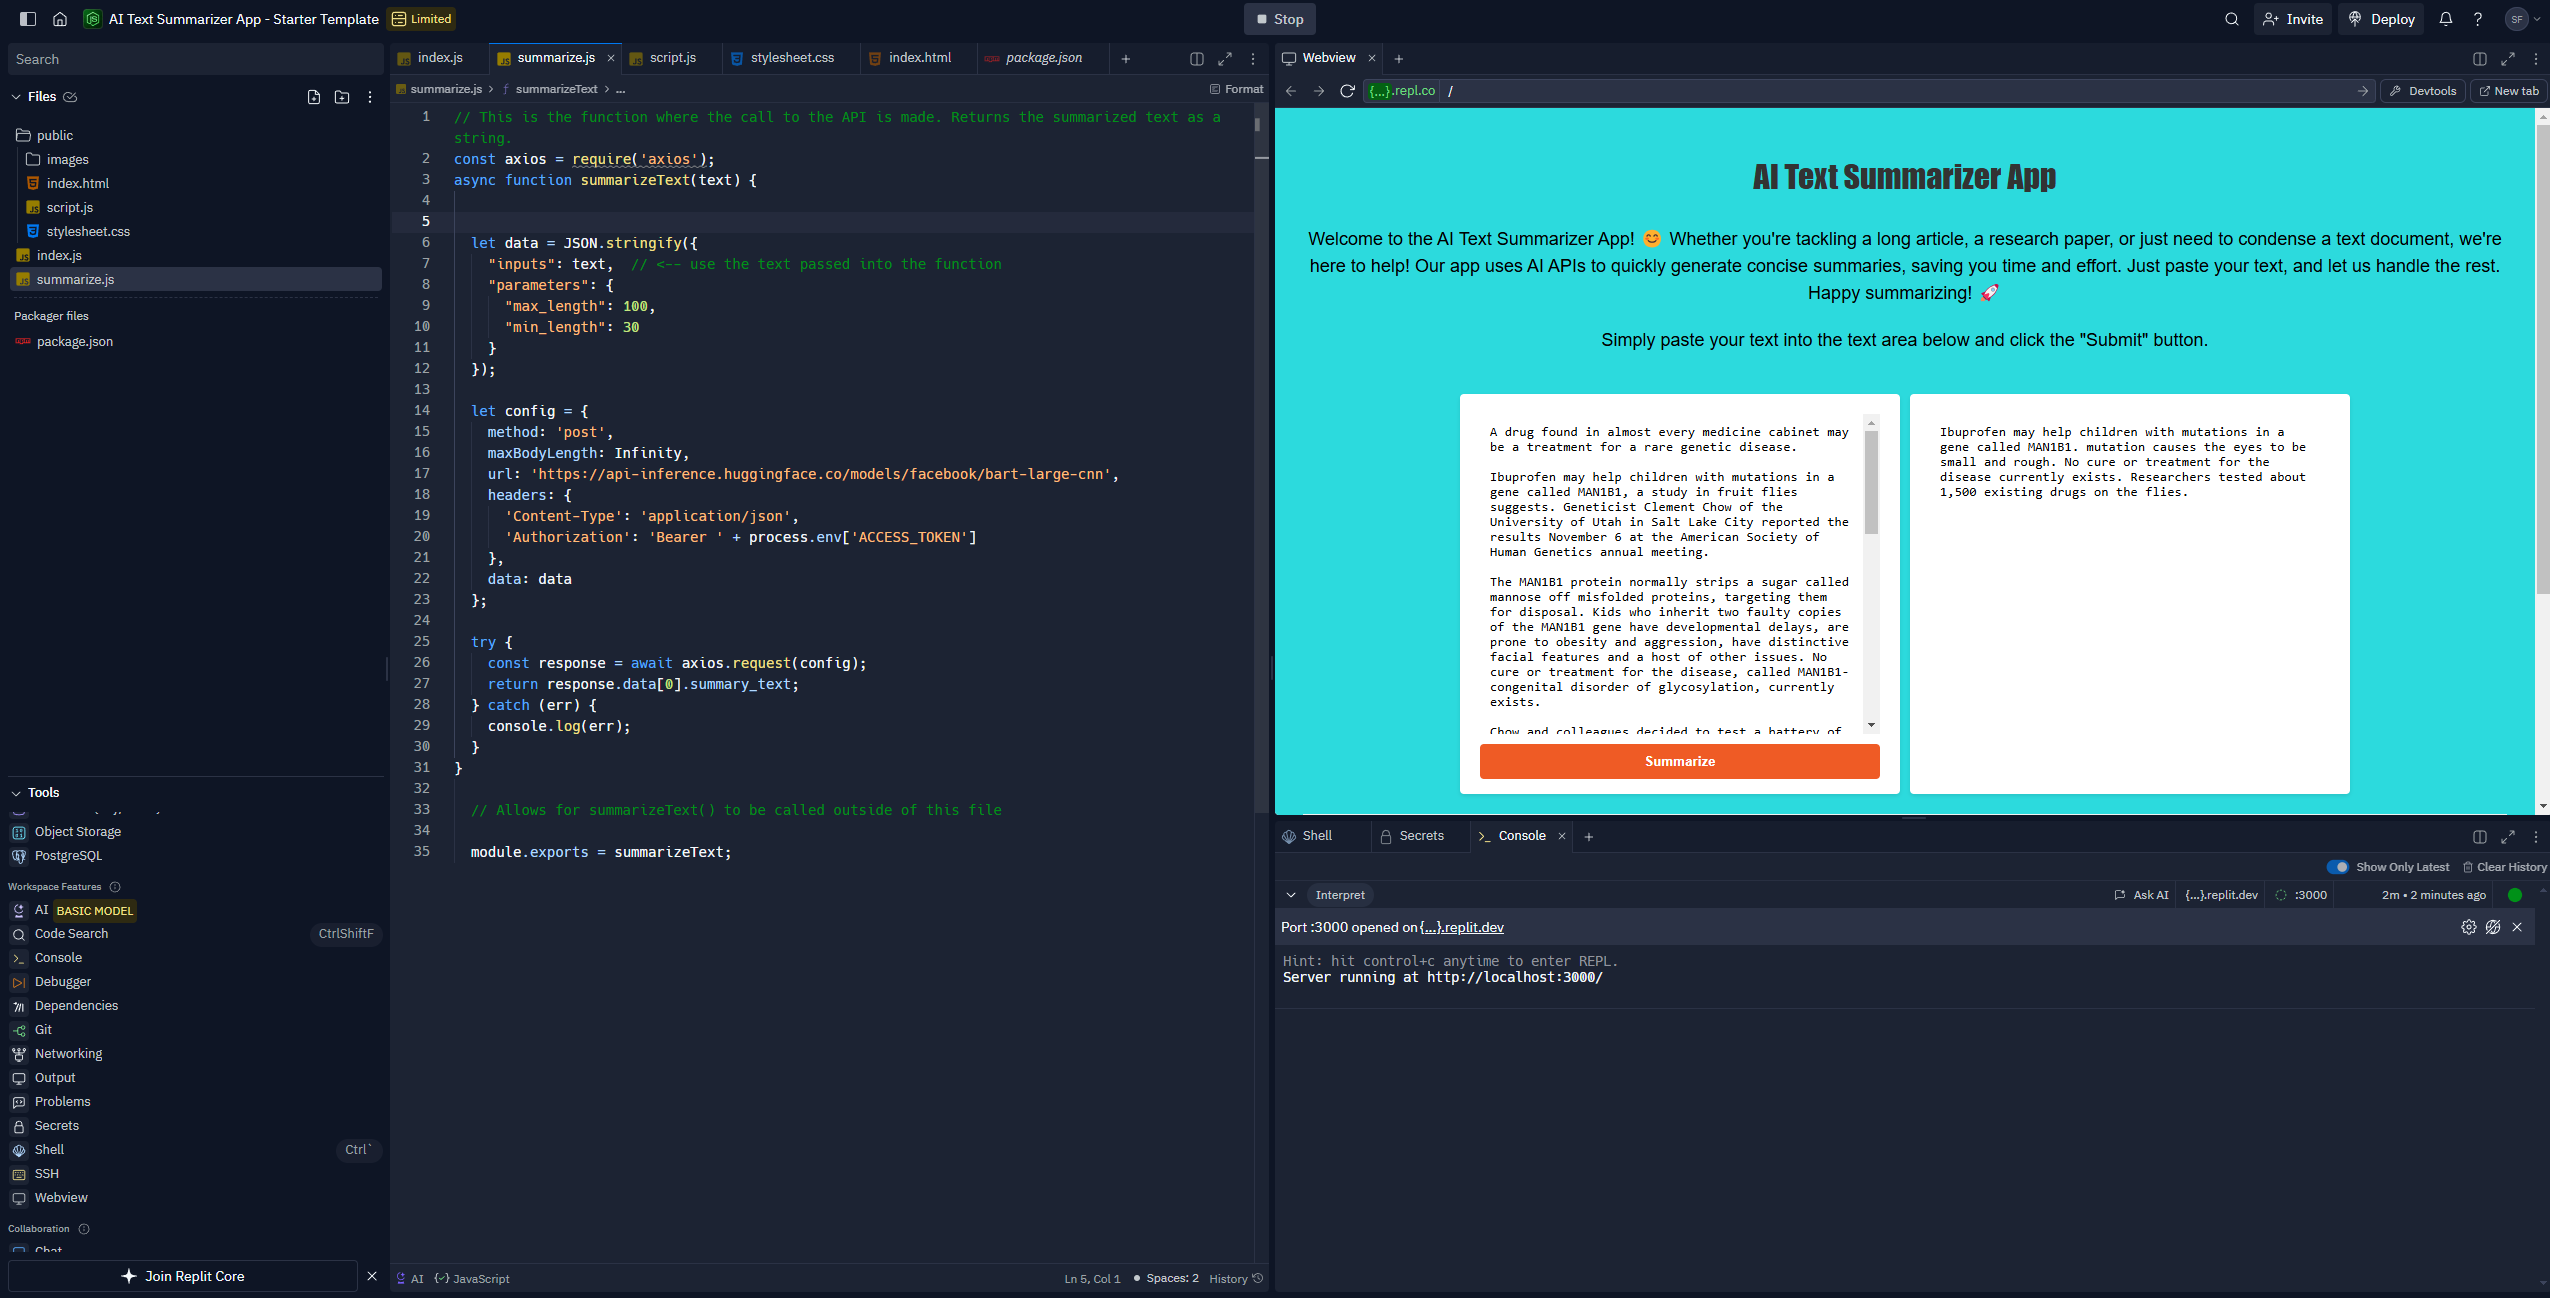 AI Text Summarizer App - Starter Template
Limited
Stop
Invite
Deploy
SF
Search
Files
public
images
index.html
script.js
stylesheet.css
index.js
summarize.js
Packager files
package.json
Tools
Object Storage
PostgreSQL
Workspace Features
AI BASIC MODEL
Code Search CtrlShiftF
Console
Debugger
Dependencies
Git
Networking
Output
Problems
Secrets
Shell Ctrl`
SSH
Webview
Collaboration
Chat
Join Replit Core
index.js summarize.js script.js stylesheet.css index.html package.json
summarize.js > summarizeText > ...
Format
1 // This is the function where the call to the API is made. Returns the summarized text as a
string.
2 const axios = require('axios');
3 async function summarizeText(text) {
4
5
6 let data = JSON.stringify({
7 "inputs": text,  // <-- use the text passed into the function
8 "parameters": {
9 "max_length": 100,
10 "min_length": 30
11 }
12 });
13
14 let config = {
15 method: 'post',
16 maxBodyLength: Infinity,
17 url: 'https://api-inference.huggingface.co/models/facebook/bart-large-cnn',
18 headers: {
19 'Content-Type': 'application/json',
20 'Authorization': 'Bearer ' + process.env['ACCESS_TOKEN']
21 },
22 data: data
23 };
24
25 try {
26 const response = await axios.request(config);
27 return response.data[0].summary_text;
28 } catch (err) {
29 console.log(err);
30 }
31 }
32
33 // Allows for summarizeText() to be called outside of this file
34
35 module.exports = summarizeText;
AI JavaScript
Ln 5, Col 1 • Spaces: 2 History
Webview
{...}.repl.co /
Devtools
New tab
AI Text Summarizer App
Welcome to the AI Text Summarizer App! 😊 Whether you're tackling a long article, a research paper, or just need to condense a text document, we're
here to help! Our app uses AI APIs to quickly generate concise summaries, saving you time and effort. Just paste your text, and let us handle the rest.
Happy summarizing! 🚀
Simply paste your text into the text area below and click the "Submit" button.
A drug found in almost every medicine cabinet may
be a treatment for a rare genetic disease.
Ibuprofen may help children with mutations in a
gene called MAN1B1, a study in fruit flies
suggests. Geneticist Clement Chow of the
University of Utah in Salt Lake City reported the
results November 6 at the American Society of
Human Genetics annual meeting.
The MAN1B1 protein normally strips a sugar called
mannose off misfolded proteins, targeting them
for disposal. Kids who inherit two faulty copies
of the MAN1B1 gene have developmental delays, are
prone to obesity and aggression, have distinctive
facial features and a host of other issues. No
cure or treatment for the disease, called MAN1B1-
congenital disorder of glycosylation, currently
exists.
Chow and colleagues decided to test a battery of
Summarize
Ibuprofen may help children with mutations in a
gene called MAN1B1. mutation causes the eyes to be
small and rough. No cure or treatment for the
disease currently exists. Researchers tested about
1,500 existing drugs on the flies.
Shell Secrets Console
Show Only Latest Clear History
Interpret Ask AI {...}.replit.dev :3000 2m • 2 minutes ago
Port :3000 opened on {...}.replit.dev
Hint: hit control+c anytime to enter REPL.
Server running at http://localhost:3000/